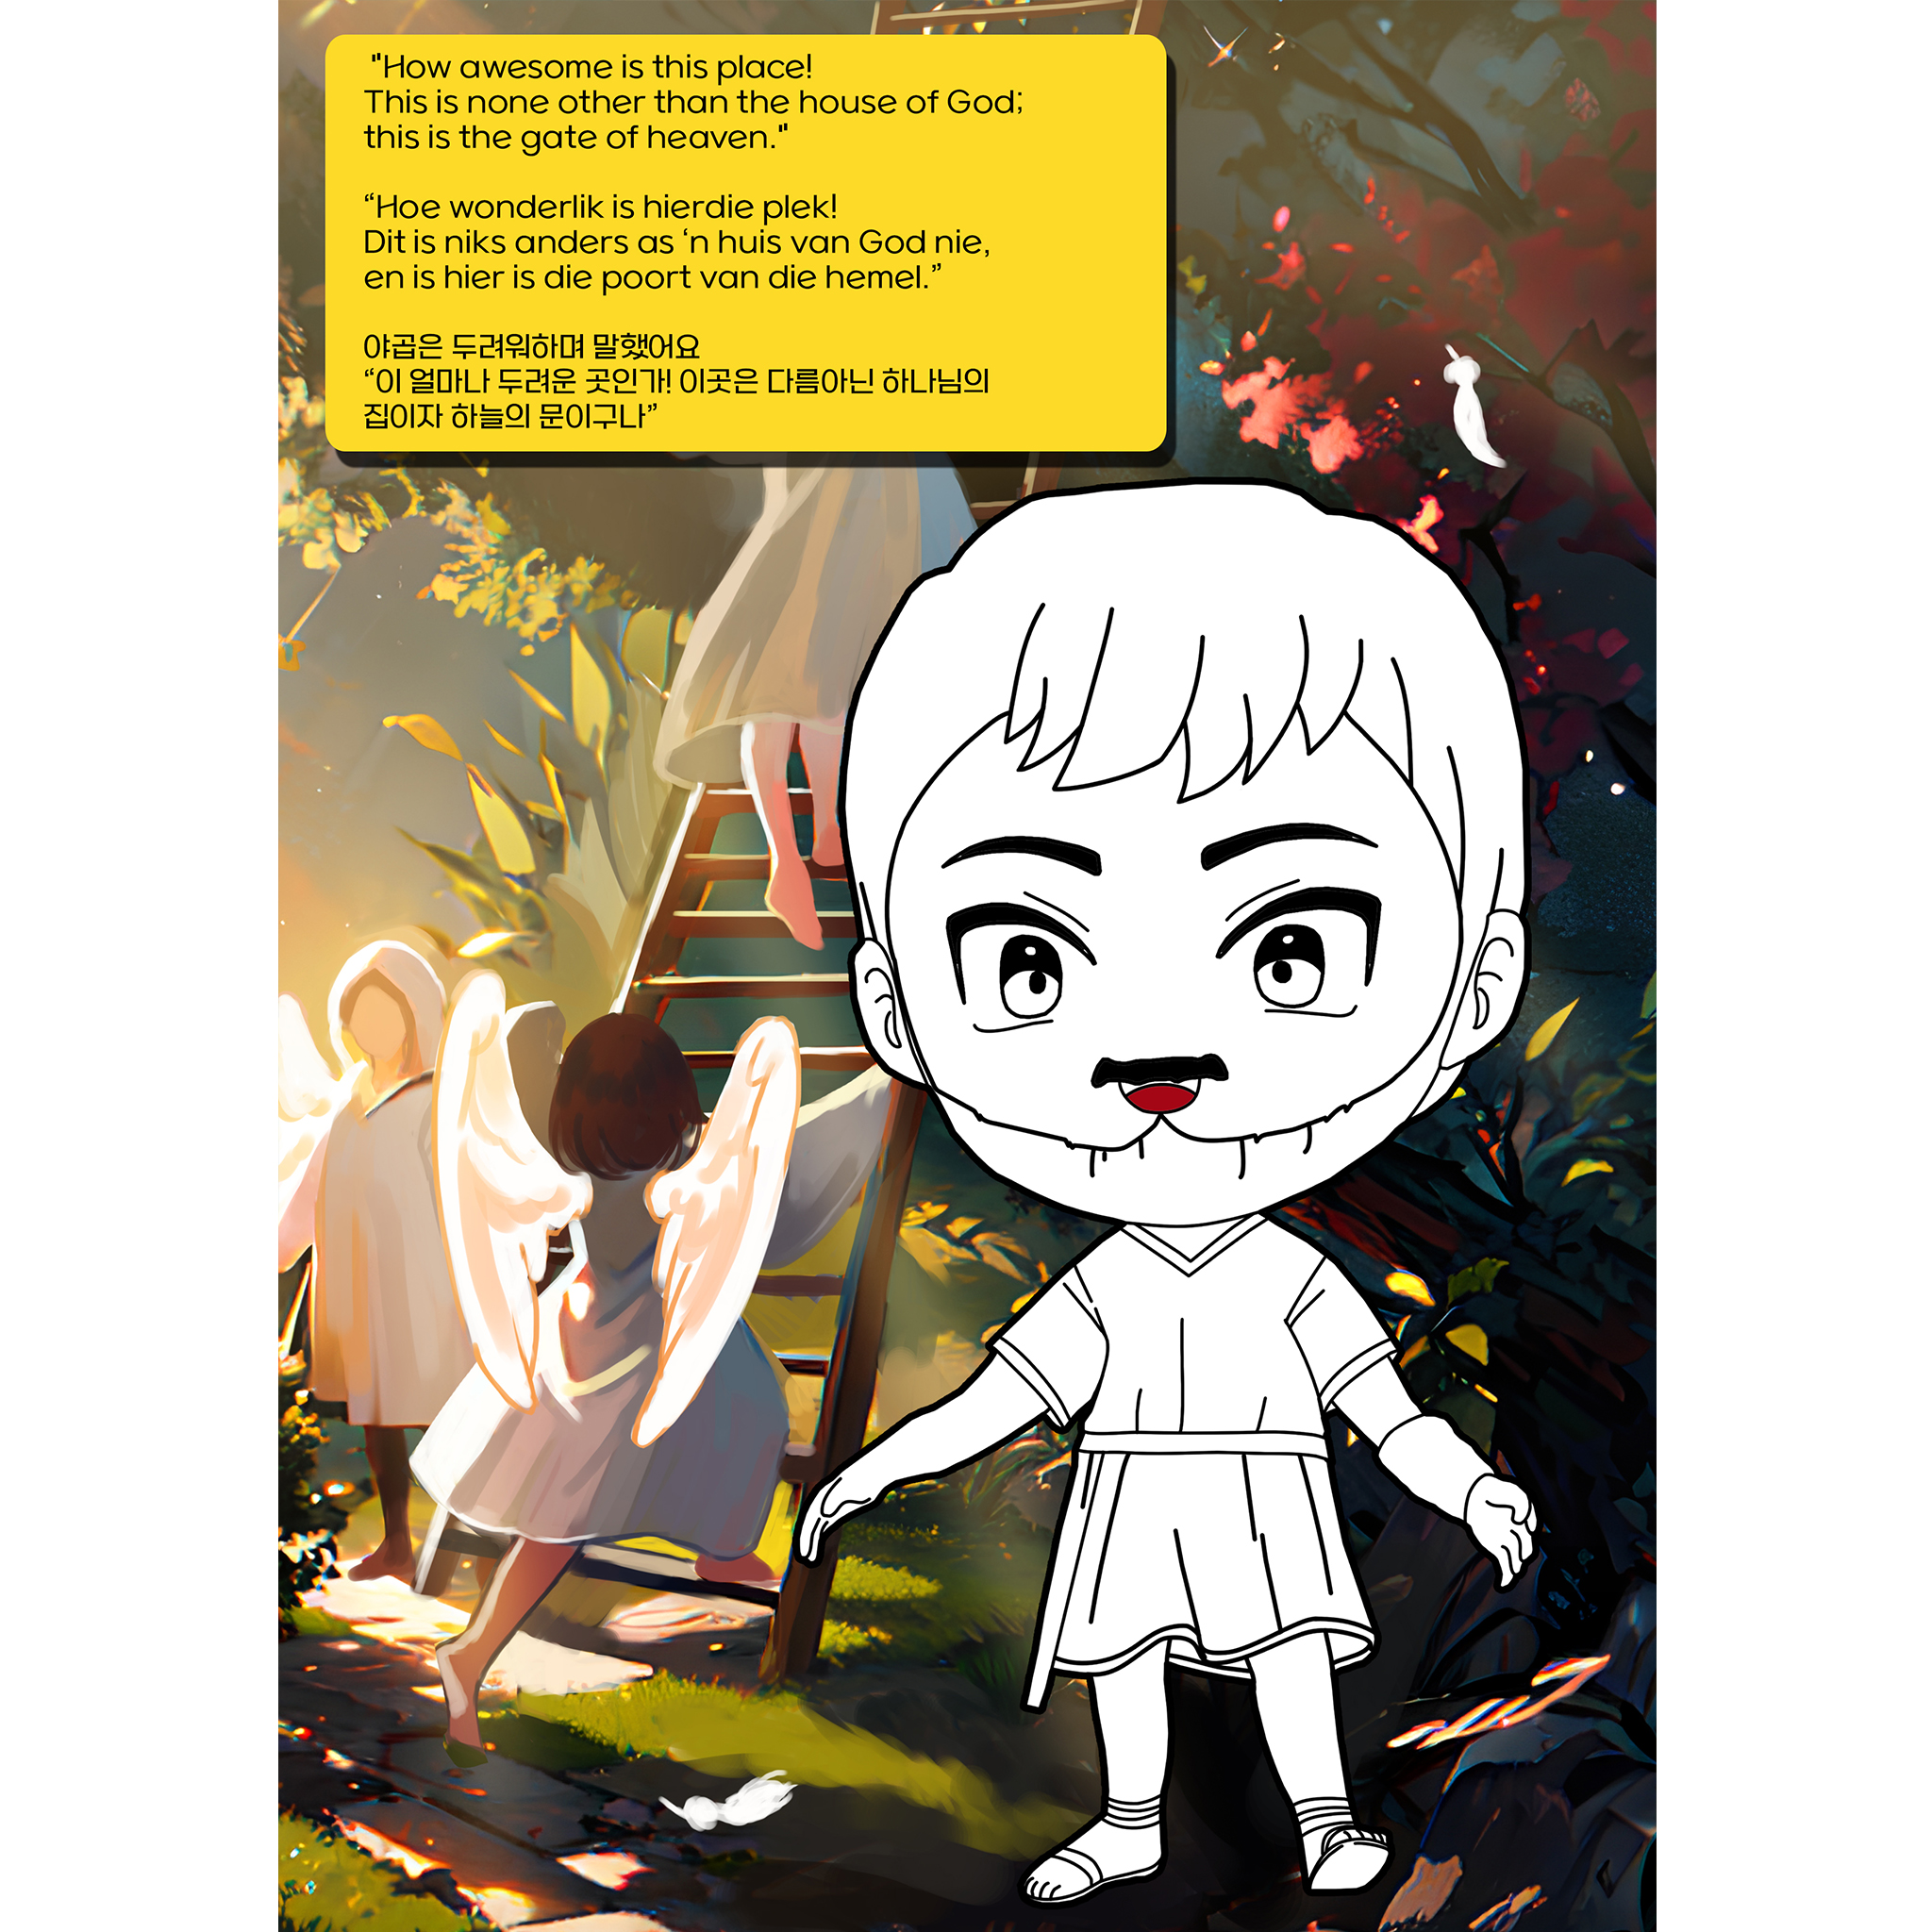 "How awesome is this place!
This is none other than the house of God;
this is the gate of heaven."
“Hoe wonderlik is hierdie plek!
Dit is niks anders as ‘n huis van God nie,
en is hier is die poort van die hemel.”
야곱은 두려워하며 말했어요
“이 얼마나 두려운 곳인가! 이곳은 다름아닌 하나님의
집이자 하늘의 문이구나”